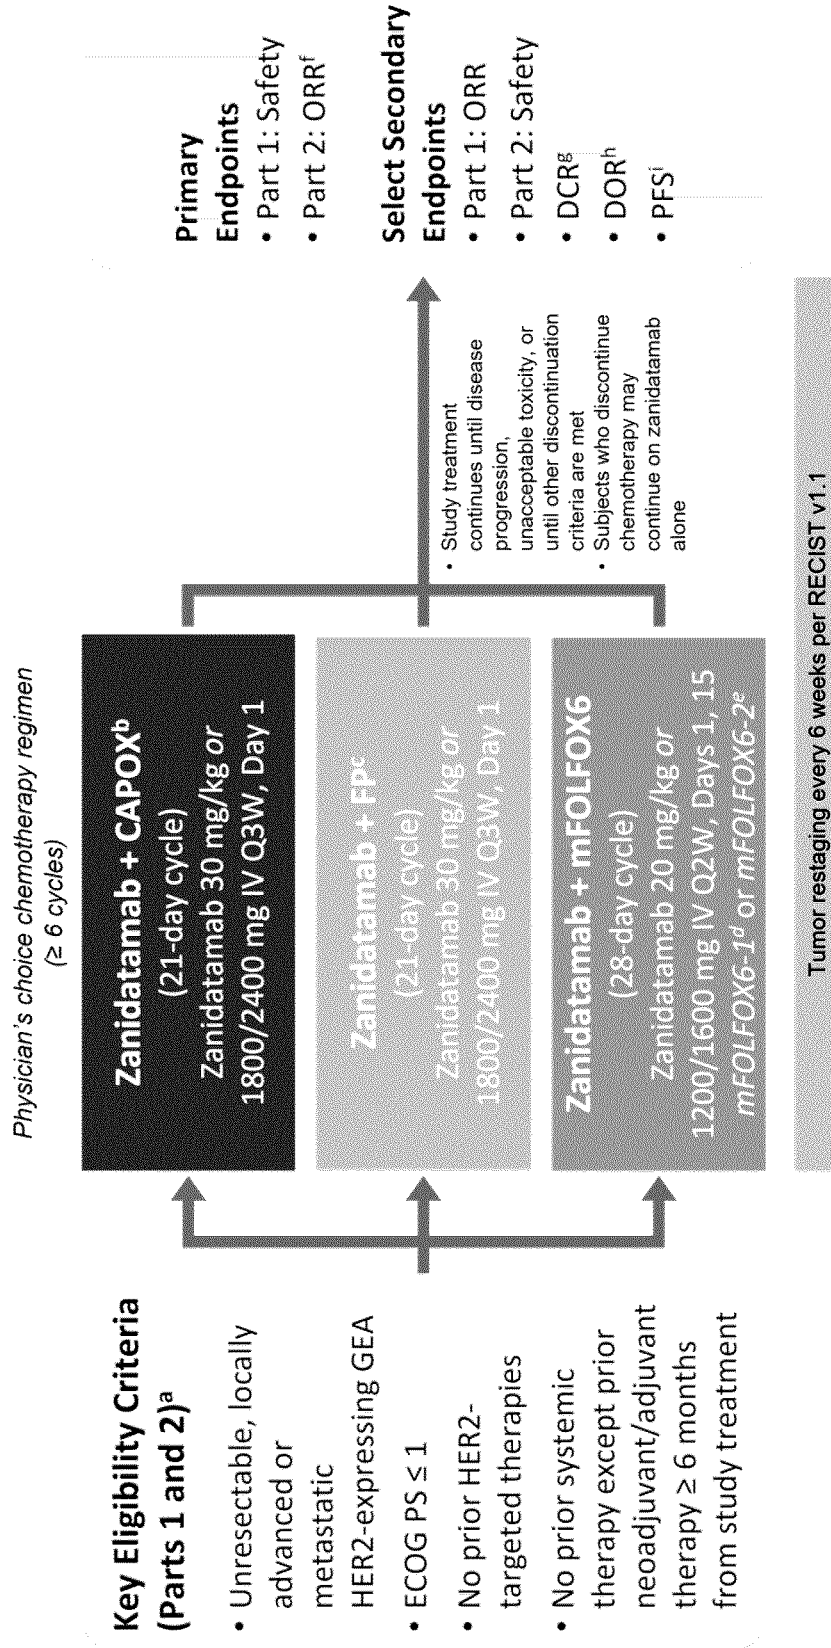 Physician's choice chemotherapy regimen
(≥ 6 cycles)
Key Eligibility Criteria
(Parts 1 and 2)ᵃ
• Unresectable, locally
advanced or
metastatic
HER2-expressing GEA
• ECOG PS ≤ 1
• No prior HER2-
targeted therapies
• No prior systemic
therapy except prior
neoadjuvant/adjuvant
therapy ≥ 6 months
from study treatment
Zanidatamab + CAPOXᵇ
(21-day cycle)
Zanidatamab 30 mg/kg or
1800/2400 mg IV Q3W, Day 1
Zanidatamab + FPᶜ
(21-day cycle)
Zanidatamab 30 mg/kg or
1800/2400 mg IV Q3W, Day 1
Zanidatamab + mFOLFOX6
(28-day cycle)
Zanidatamab 20 mg/kg or
1200/1600 mg IV Q2W, Days 1, 15
mFOLFOX6-1ᵈ or mFOLFOX6-2ᵉ
• Study treatment
continues until disease
progression,
unacceptable toxicity, or
until other discontinuation
criteria are met
• Subjects who discontinue
chemotherapy may
continue on zanidatamab
alone
Primary
Endpoints
• Part 1: Safety
• Part 2: ORRᶠ
Select Secondary
Endpoints
• Part 1: ORR
• Part 2: Safety
• DCRᵍ
• DORʰ
• PFSⁱ
Tumor restaging every 6 weeks per RECIST v1.1